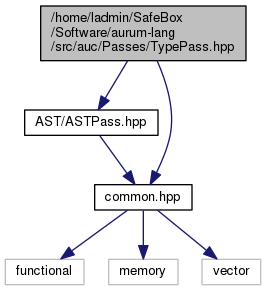 /home/ladmin/SafeBox
/Software/aurum-lang
/src/auc/Passes/TypePass.hpp
AST/ASTPass.hpp
common.hpp
functional
memory
vector